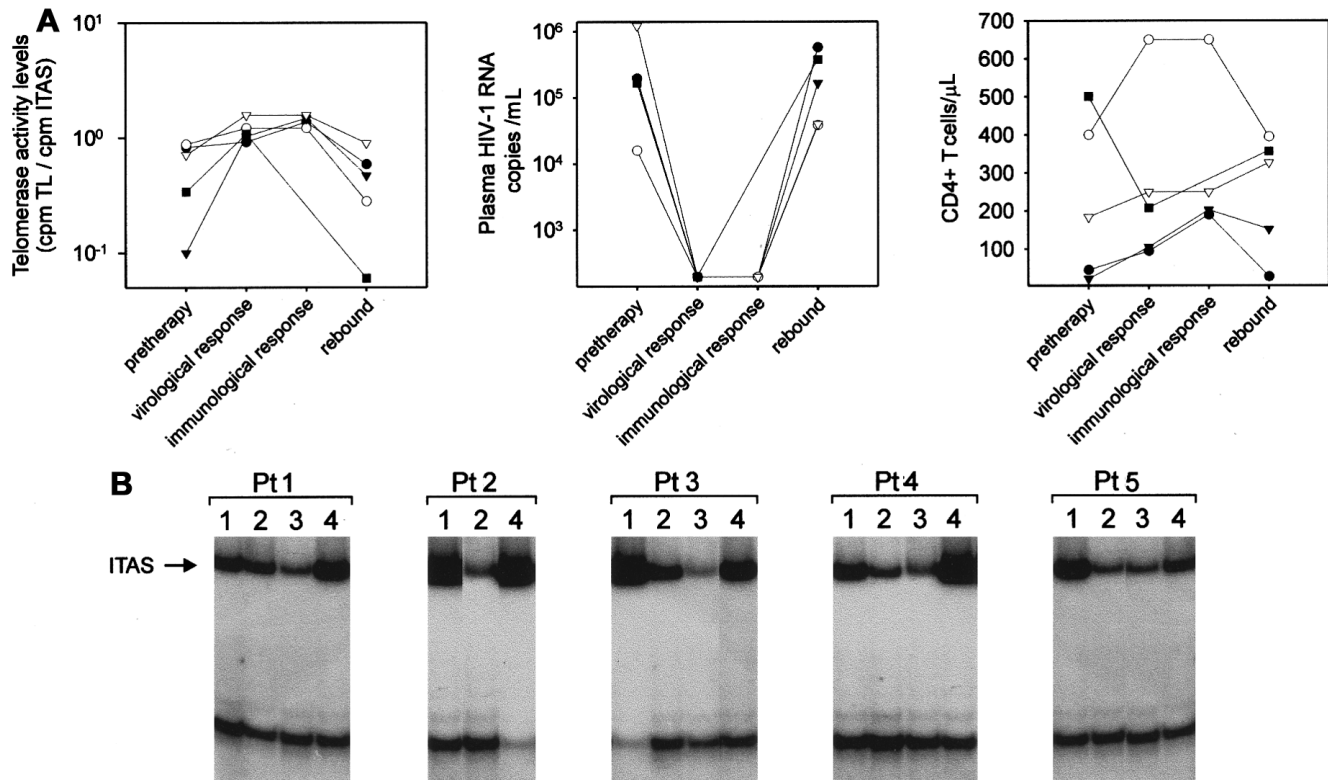 A
Telomerase activity levels
(cpm TL / cpm ITAS)
10¹
10⁰
10⁻¹
pretherapy
virological response
immunological response
rebound
Plasma HIV-1 RNA
copies /mL
10⁶
10⁵
10⁴
10³
pretherapy
virological response
immunological response
rebound
CD4+ T cells/µL
700
600
500
400
300
200
100
pretherapy
virological response
immunological response
rebound
B
Pt 1
Pt 2
Pt 3
Pt 4
Pt 5
1 2 3 4
1 2 4
1 2 3 4
1 2 3 4
1 2 3 4
ITAS